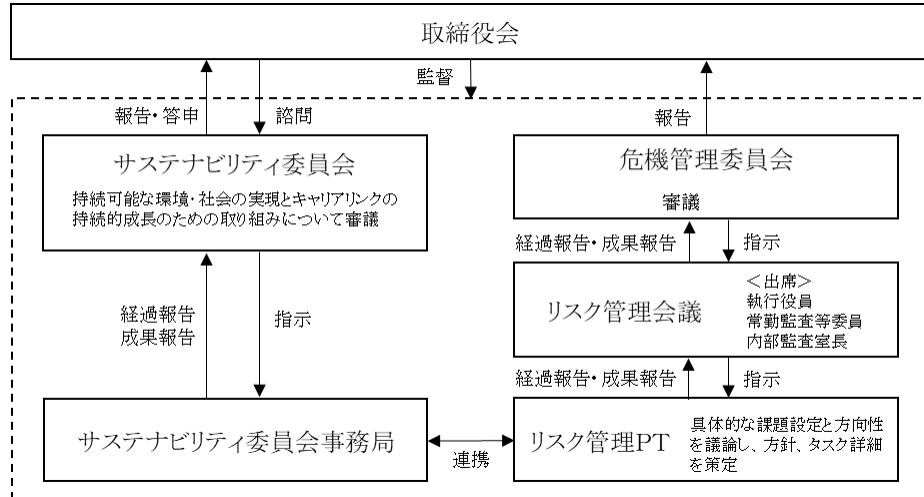 取締役会
監督
報告・答申
諮問
報告
サステナビリティ委員会
持続可能な環境・社会の実現とキャリアリンクの
持続的成長のための取り組みについて審議
危機管理委員会
審議
経過報告・成果報告
指示
リスク管理会議
＜出席＞
執行役員
常勤監査等委員
内部監査室長
経過報告
成果報告
指示
経過報告・成果報告
指示
サステナビリティ委員会事務局
連携
リスク管理PT
具体的な課題設定と方向性
を議論し、方針、タスク詳細
を策定